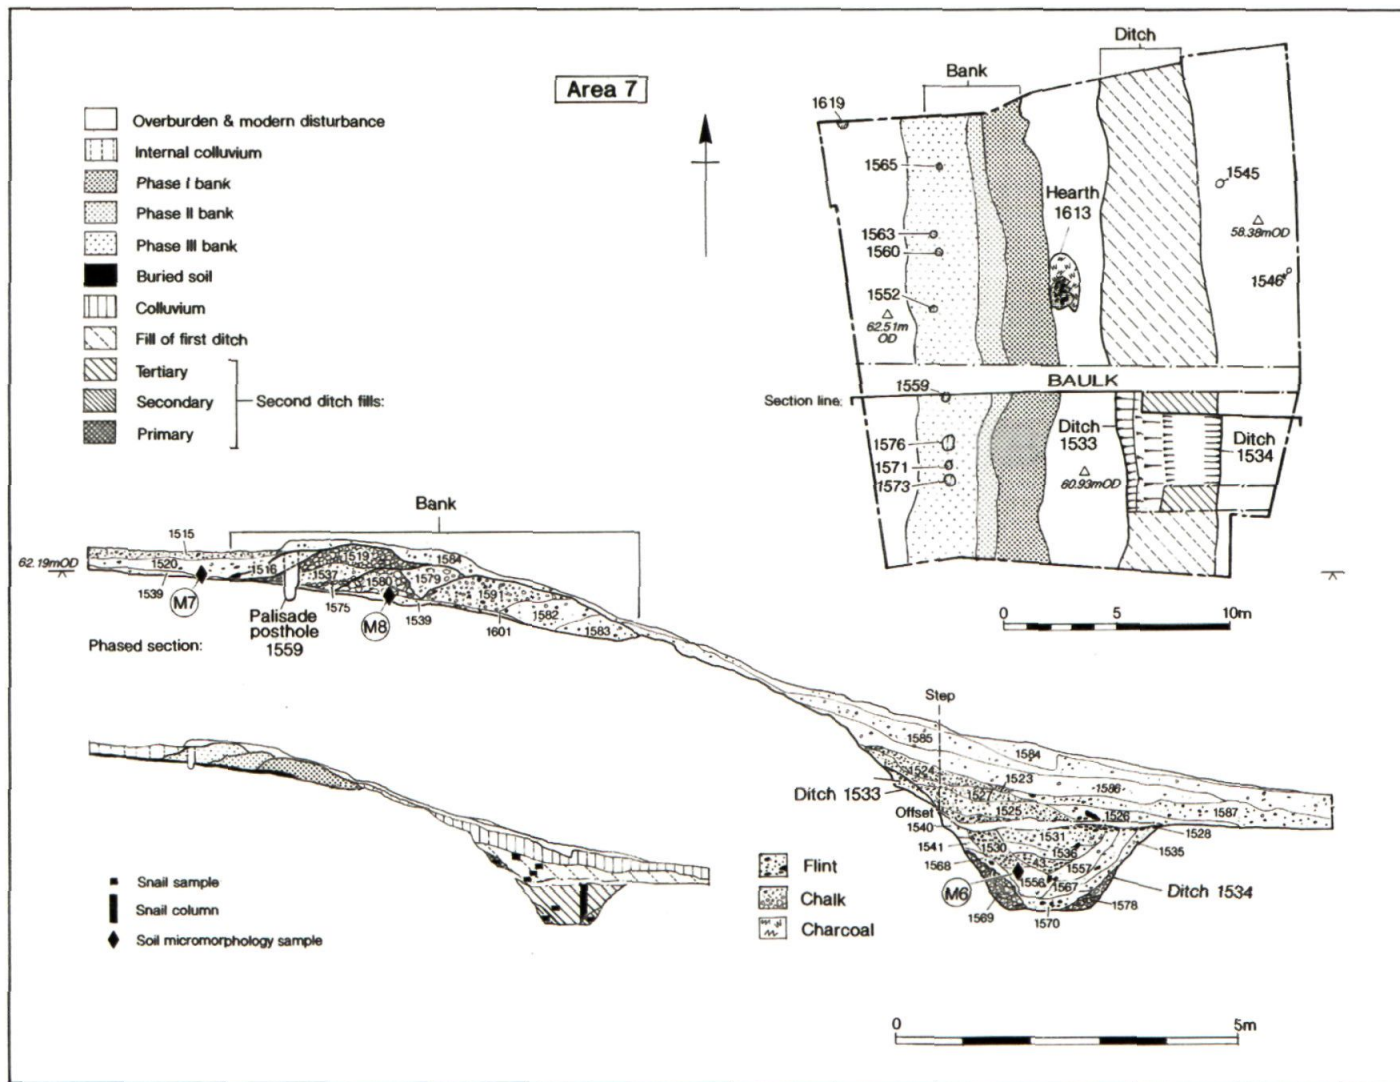 Area 7
Overburden & modern disturbance
Internal colluvium
Phase I bank
Phase II bank
Phase III bank
Buried soil
Colluvium
Fill of first ditch
Tertiary
Secondary
Primary
Second ditch fills:
Ditch
Bank
1619
1565
1563
1560
1552
62.51m
OD
Hearth
1613
1545
58.38mOD
1546
BAULK
Section line:
1559
1576
1571
1573
Ditch
1533
60.93mOD
Ditch
1534
0 5 10m
Bank
62.19mOD
1515
1520
1539
M7
1516
1519
1537
1580
1579
1584
1591
1582
1583
1575
M8
1539
1601
Palisade
posthole
1559
Phased section:
Step
1585
1584
1524
1523
1586
1527
1525
1526
1587
1528
Ditch 1533
Offset
1540
1541
1568
1530
1531
1536
43
1557
1535
1556
1567
M6
1569
1570
1578
Ditch 1534
Snail sample
Snail column
Soil micromorphology sample
Flint
Chalk
Charcoal
0 5m